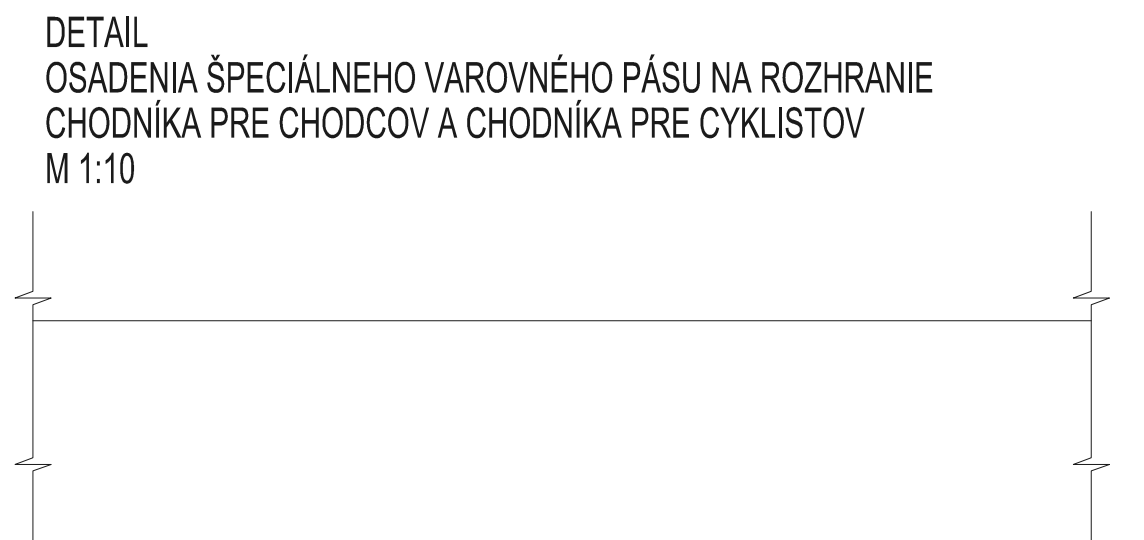 DETAIL
OSADENIA ŠPECIÁLNEHO VAROVNÉHO PÁSU NA ROZHRANIE
CHODNÍKA PRE CHODCOV A CHODNÍKA PRE CYKLISTOV
M 1:10